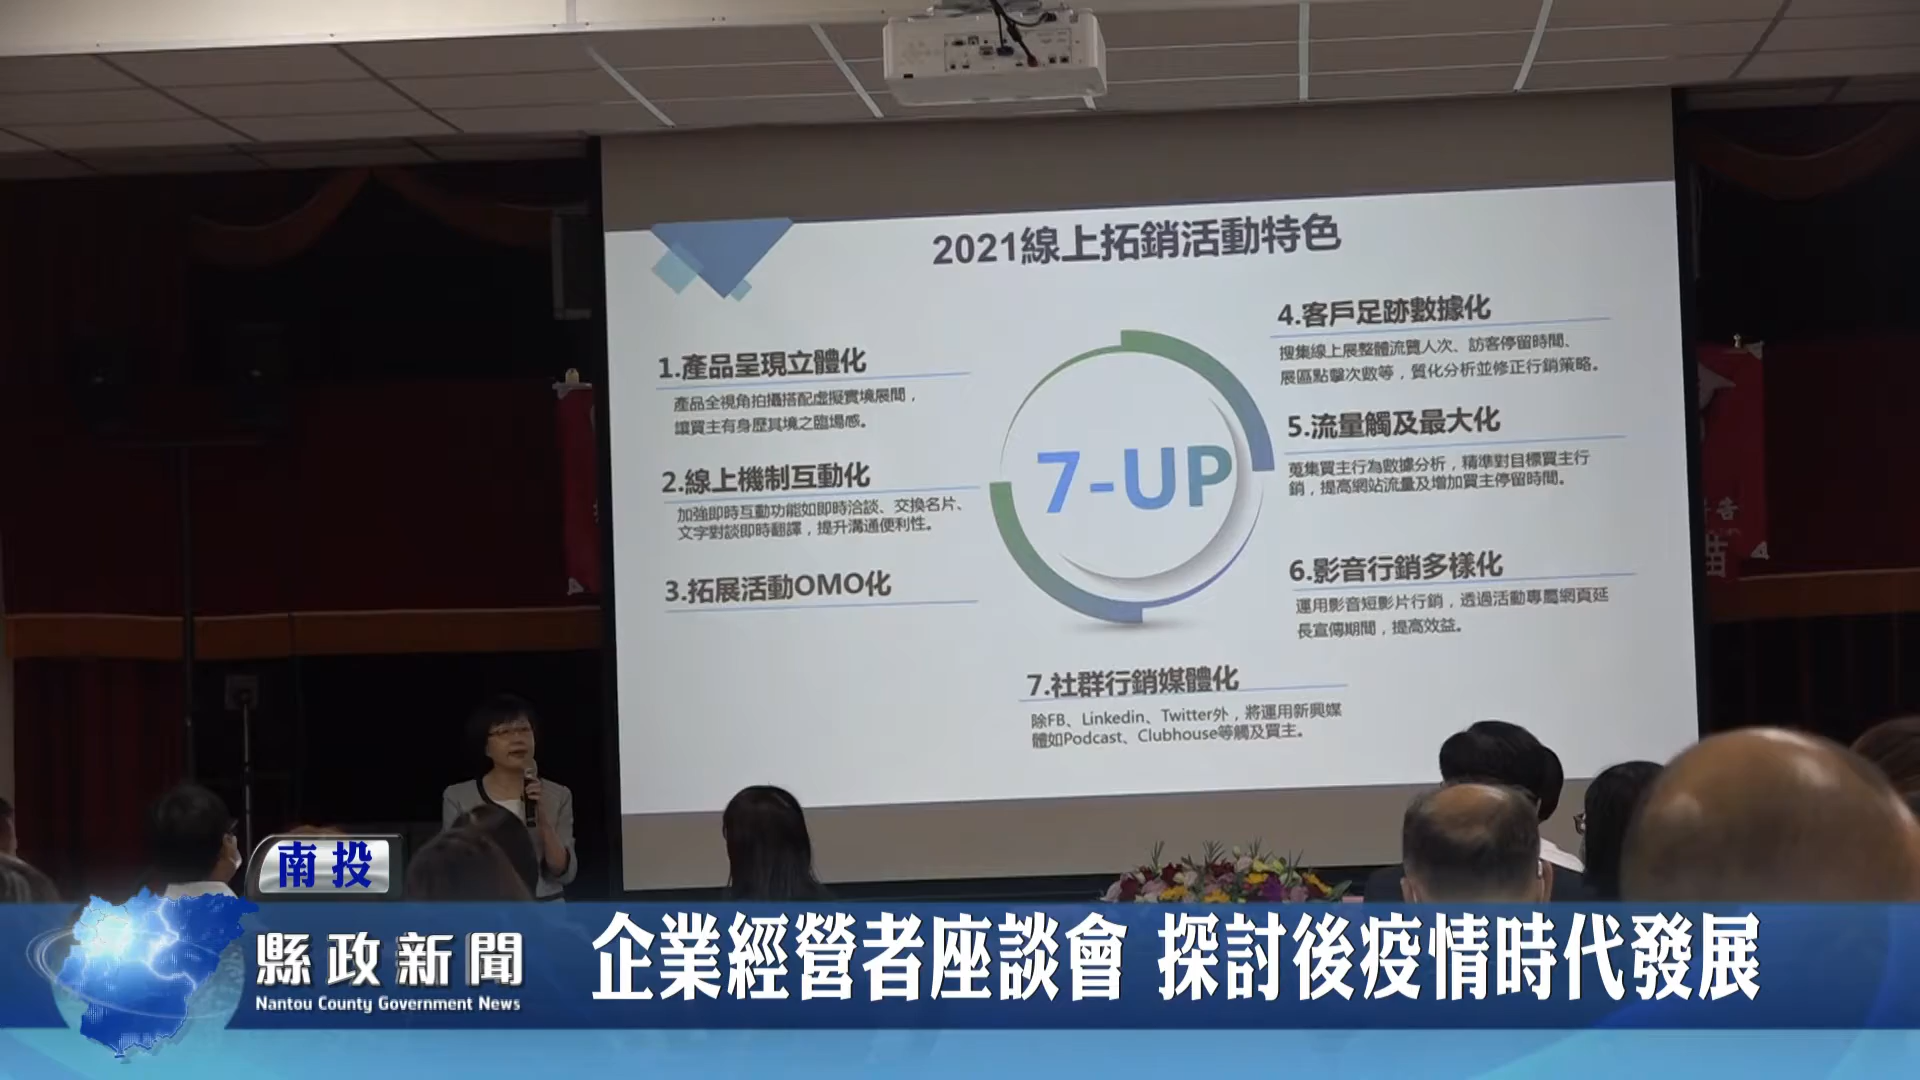 2021線上拓銷活動特色
1.產品呈現立體化
產品全視角拍攝搭配虛擬實境展間，
讓買主有身歷其境之臨場感。
2.線上機制互動化
加強即時互動功能如即時洽談、交換名片、
文字對談即時翻譯，提升溝通便利性。
3.拓展活動OMO化
7-UP
4.客戶足跡數據化
搜集線上展整體流覽人次、訪客停留時間、
展區點擊次數等，質化分析並修正行銷策略。
5.流量觸及最大化
蒐集買主行為數據分析，精準對目標買主行
銷，提高網站流量及增加買主停留時間。
6.影音行銷多樣化
運用影音短影片行銷，透過活動專屬網頁延
長宣傳期間，提高效益。
7.社群行銷媒體化
除FB、Linkedin、Twitter外，將運用新興媒
體如Podcast、Clubhouse等觸及買主。
南投
縣政新聞
Nantou County Government News
企業經營者座談會 探討後疫情時代發展